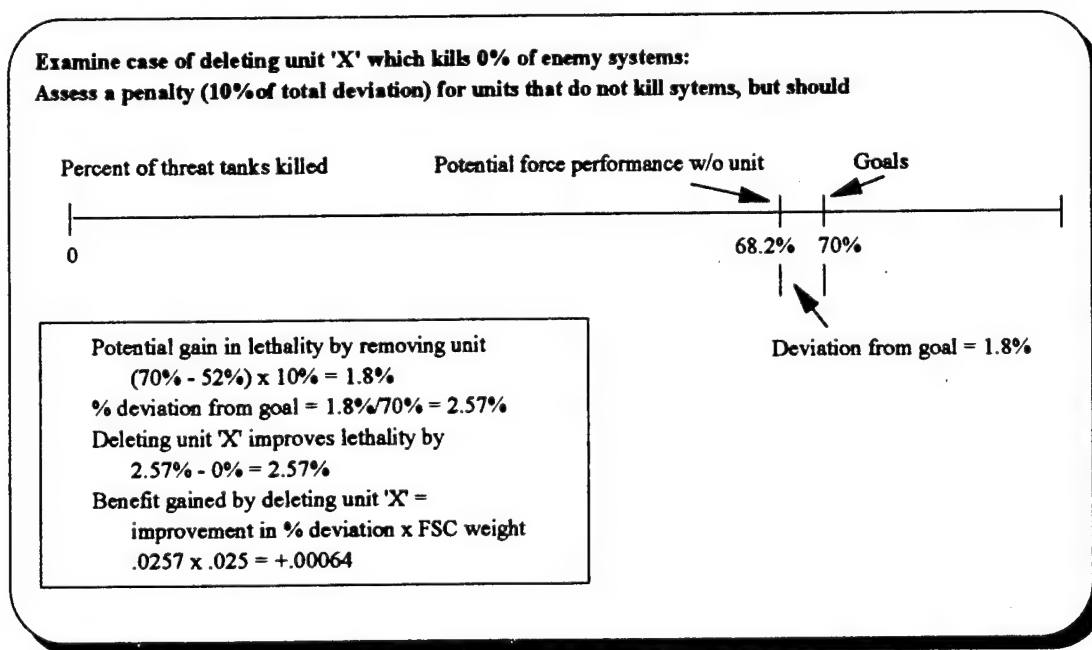 Examine case of deleting unit 'X' which kills 0% of enemy systems:
Assess a penalty (10% of total deviation) for units that do not kill sytems, but should
Percent of threat tanks killed
Potential force performance w/o unit
Goals
0
68.2%
70%
Deviation from goal = 1.8%
Potential gain in lethality by removing unit
(70% - 52%) x 10% = 1.8%
% deviation from goal = 1.8%/70% = 2.57%
Deleting unit 'X' improves lethality by
2.57% - 0% = 2.57%
Benefit gained by deleting unit 'X' =
improvement in % deviation x FSC weight
.0257 x .025 = +.00064